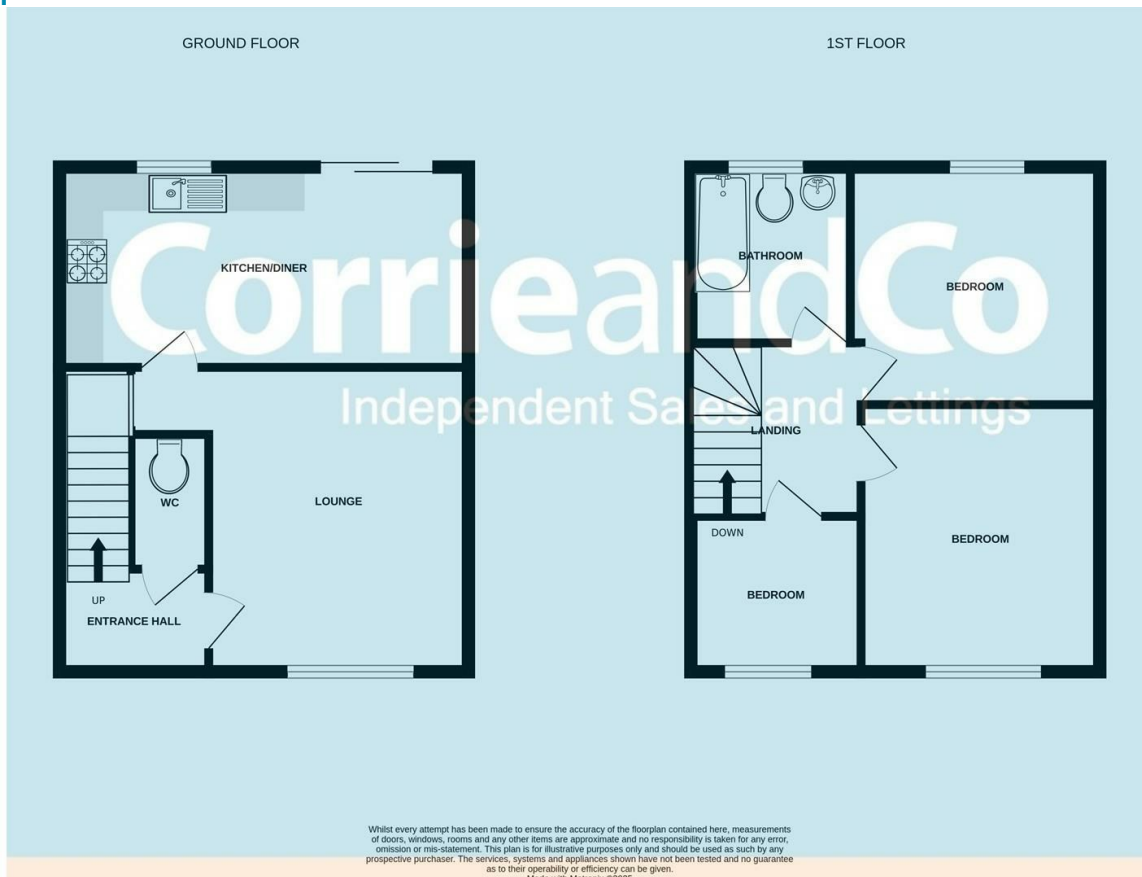 GROUND FLOOR
1ST FLOOR
KITCHEN/DINER
BATHROOM
BEDROOM
CorrieandCo
Independent Sales and Lettings
LANDING
LOUNGE
WC
DOWN
BEDROOM
BEDROOM
UP
ENTRANCE HALL
Whilst every attempt has been made to ensure the accuracy of the floorplan contained here, measurements
of doors, windows, rooms and any other items are approximate and no responsibility is taken for any error,
omission or mis-statement. This plan is for illustrative purposes only and should be used as such by any
prospective purchaser. The services, systems and appliances shown have not been tested and no guarantee
as to their operability or efficiency can be given.
Made with Metropix ©2025